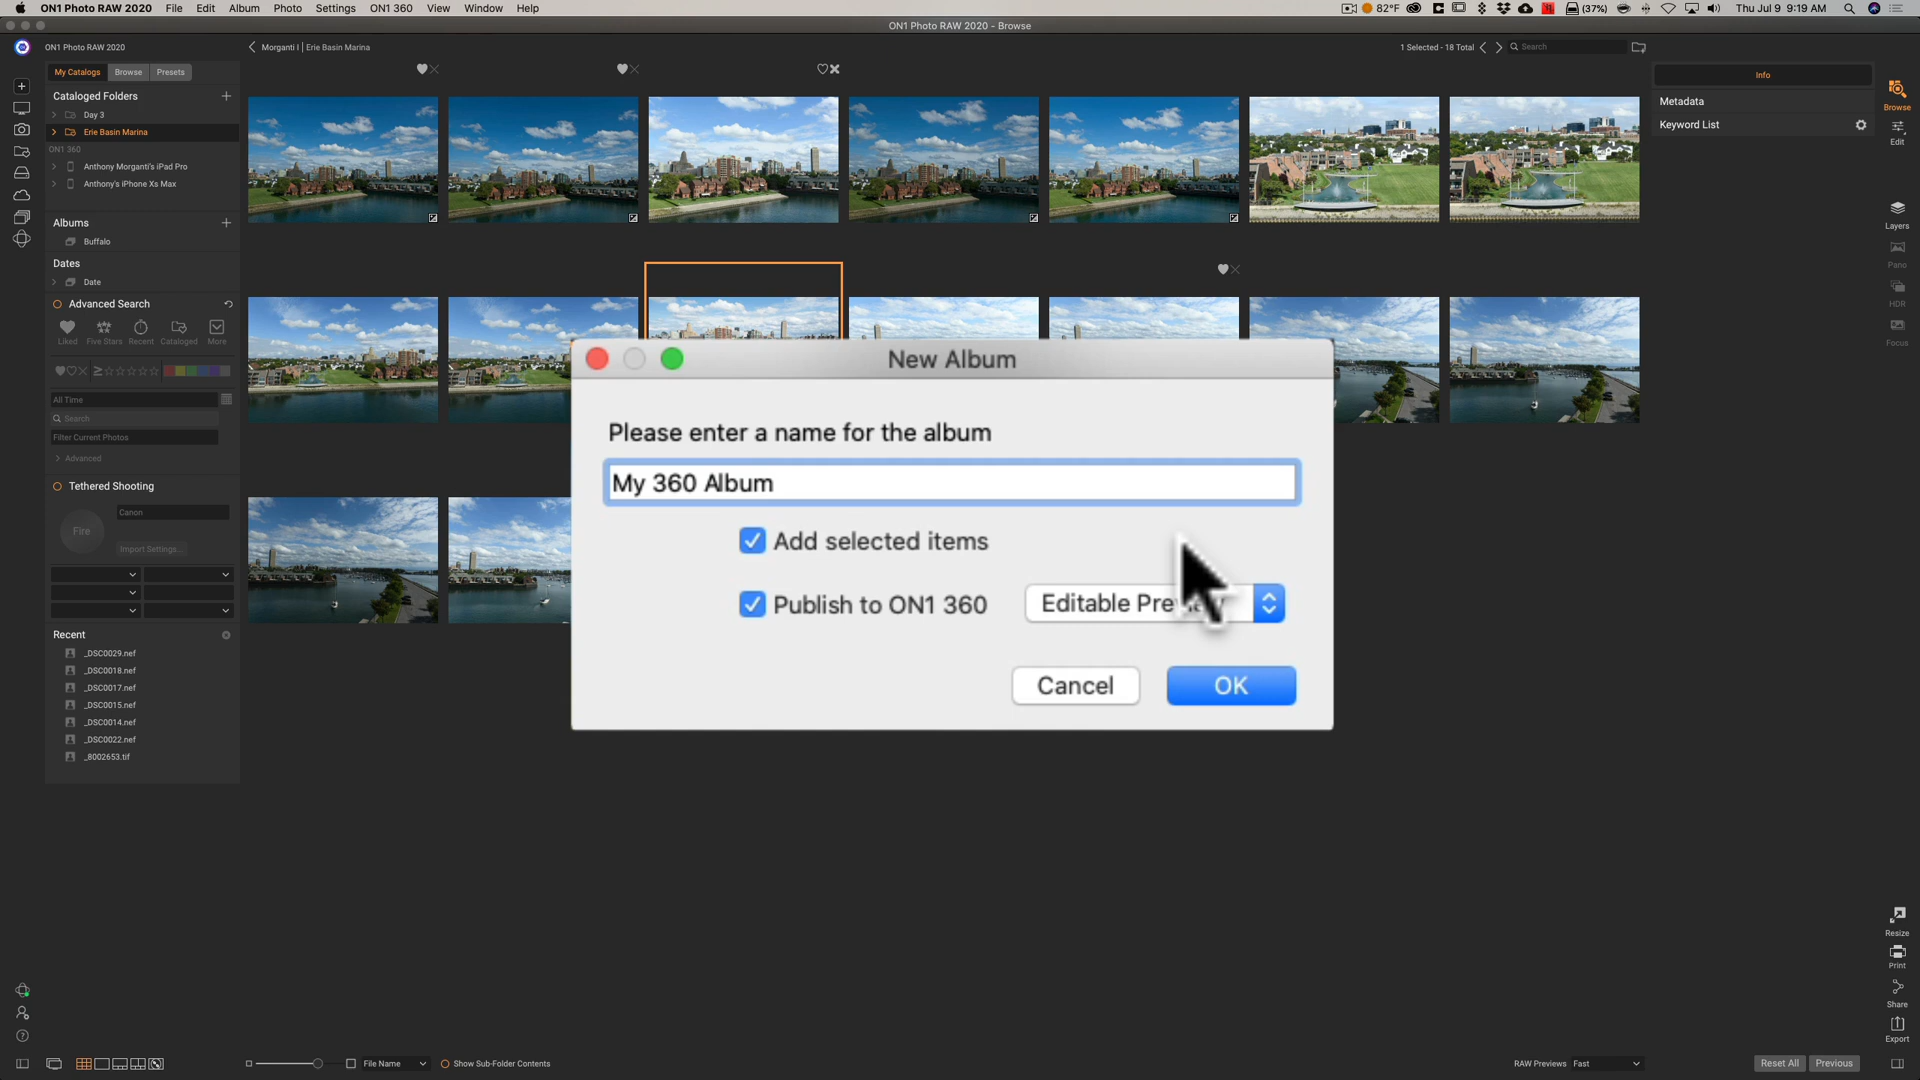 ON1 Photo RAW 2020 File Edit Album Photo Settings ON1 360 View Window Help
82°F (37%) Thu Jul 9 9:19 AM
ON1 Photo RAW 2020 - Browse
ON1 Photo RAW 2020
Morganti I | Erie Basin Marina
1 Selected - 18 Total
Search
My Catalogs Browse Presets
Info
Cataloged Folders
Metadata
Day 3
Keyword List
Erie Basin Marina
ON1 360
Anthony Morganti's iPad Pro
Anthony's iPhone Xs Max
Albums
Buffalo
Dates
Date
Advanced Search
Liked Five Stars Recent Cataloged More
All Time
Search
Filter Current Photos
Advanced
Tethered Shooting
Canon
Fire
Import Settings...
Recent
_DSC0029.nef
_DSC0018.nef
_DSC0017.nef
_DSC0015.nef
_DSC0014.nef
_DSC0022.nef
_8002653.tif
New Album
Please enter a name for the album
My 360 Album
Add selected items
Publish to ON1 360
Editable
Cancel OK
Browse
Edit
Layers
Pano
HDR
Focus
Resize
Print
Share
Export
File Name
Show Sub-Folder Contents
RAW Previews Fast
Reset All Previous